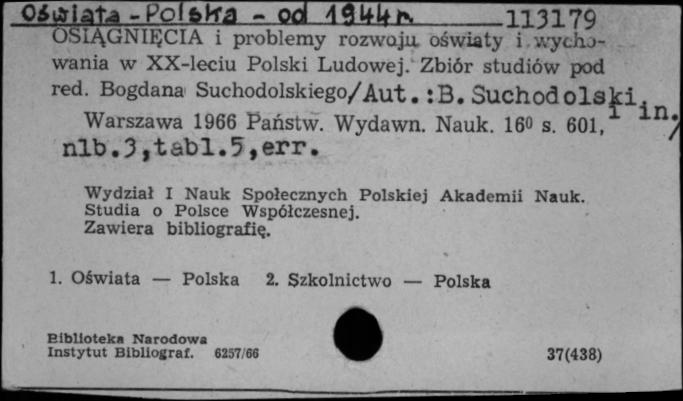 Oświata - Polska - od 1944 r. 113179
OSIĄGNIĘCIA i problemy rozwoju oświaty i wycho-
wania w XX-leciu Polski Ludowej. Zbiór studiów pod
red. Bogdana Suchodolskiego/Aut.:B.Suchodolski
i in./
Warszawa 1966 Państw. Wydawn. Nauk. 16⁰ s. 601,
nlb.3,tabl.5,err.
Wydział I Nauk Społecznych Polskiej Akademii Nauk.
Studia o Polsce Współczesnej.
Zawiera bibliografię.
1. Oświata — Polska 2. Szkolnictwo — Polska
Biblioteka Narodowa
Instytut Bibliograf. 6257/66 37(438)